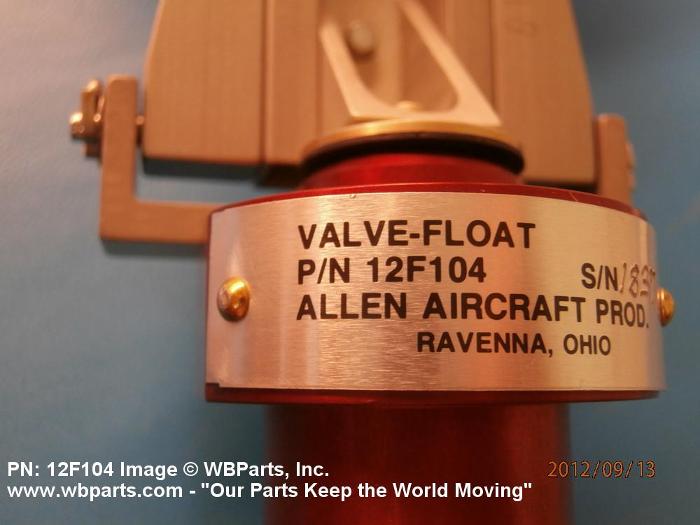 VALVE-FLOAT
P/N 12F104 S/N
ALLEN AIRCRAFT PROD.
RAVENNA, OHIO
PN: 12F104 Image © WBParts, Inc.
2012/09/13
www.wbparts.com - "Our Parts Keep the World Moving"